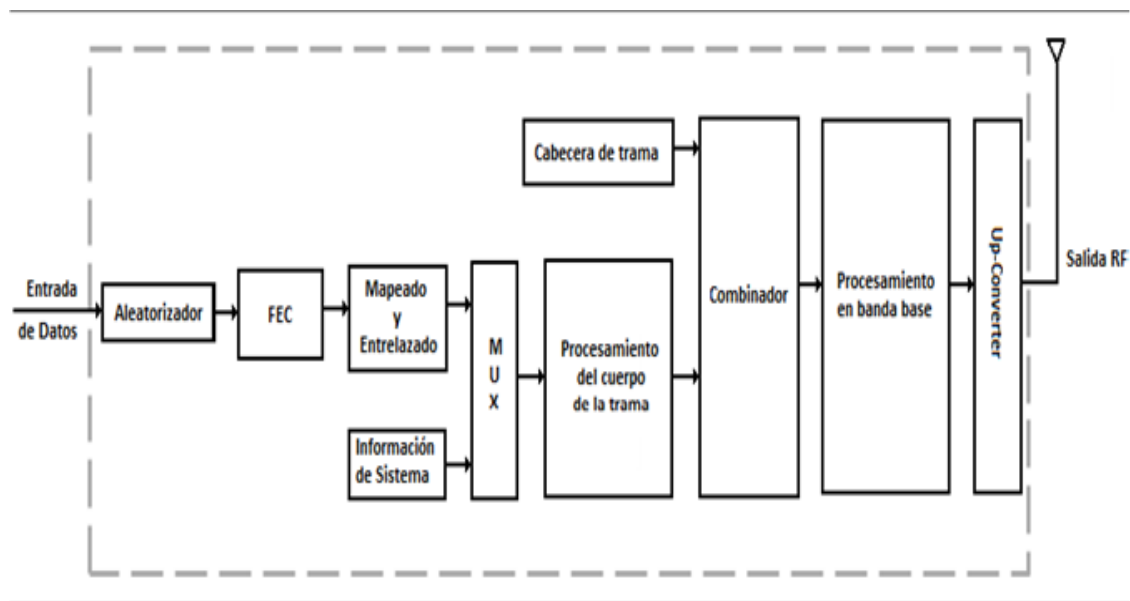 Entrada
de Datos
Aleatorizador
FEC
Mapeado
y
Entrelazado
Información
de Sistema
M
U
X
Procesamiento
del cuerpo
de la trama
Cabecera de trama
Combinador
Procesamiento
en banda base
Up-Converter
Salida RF